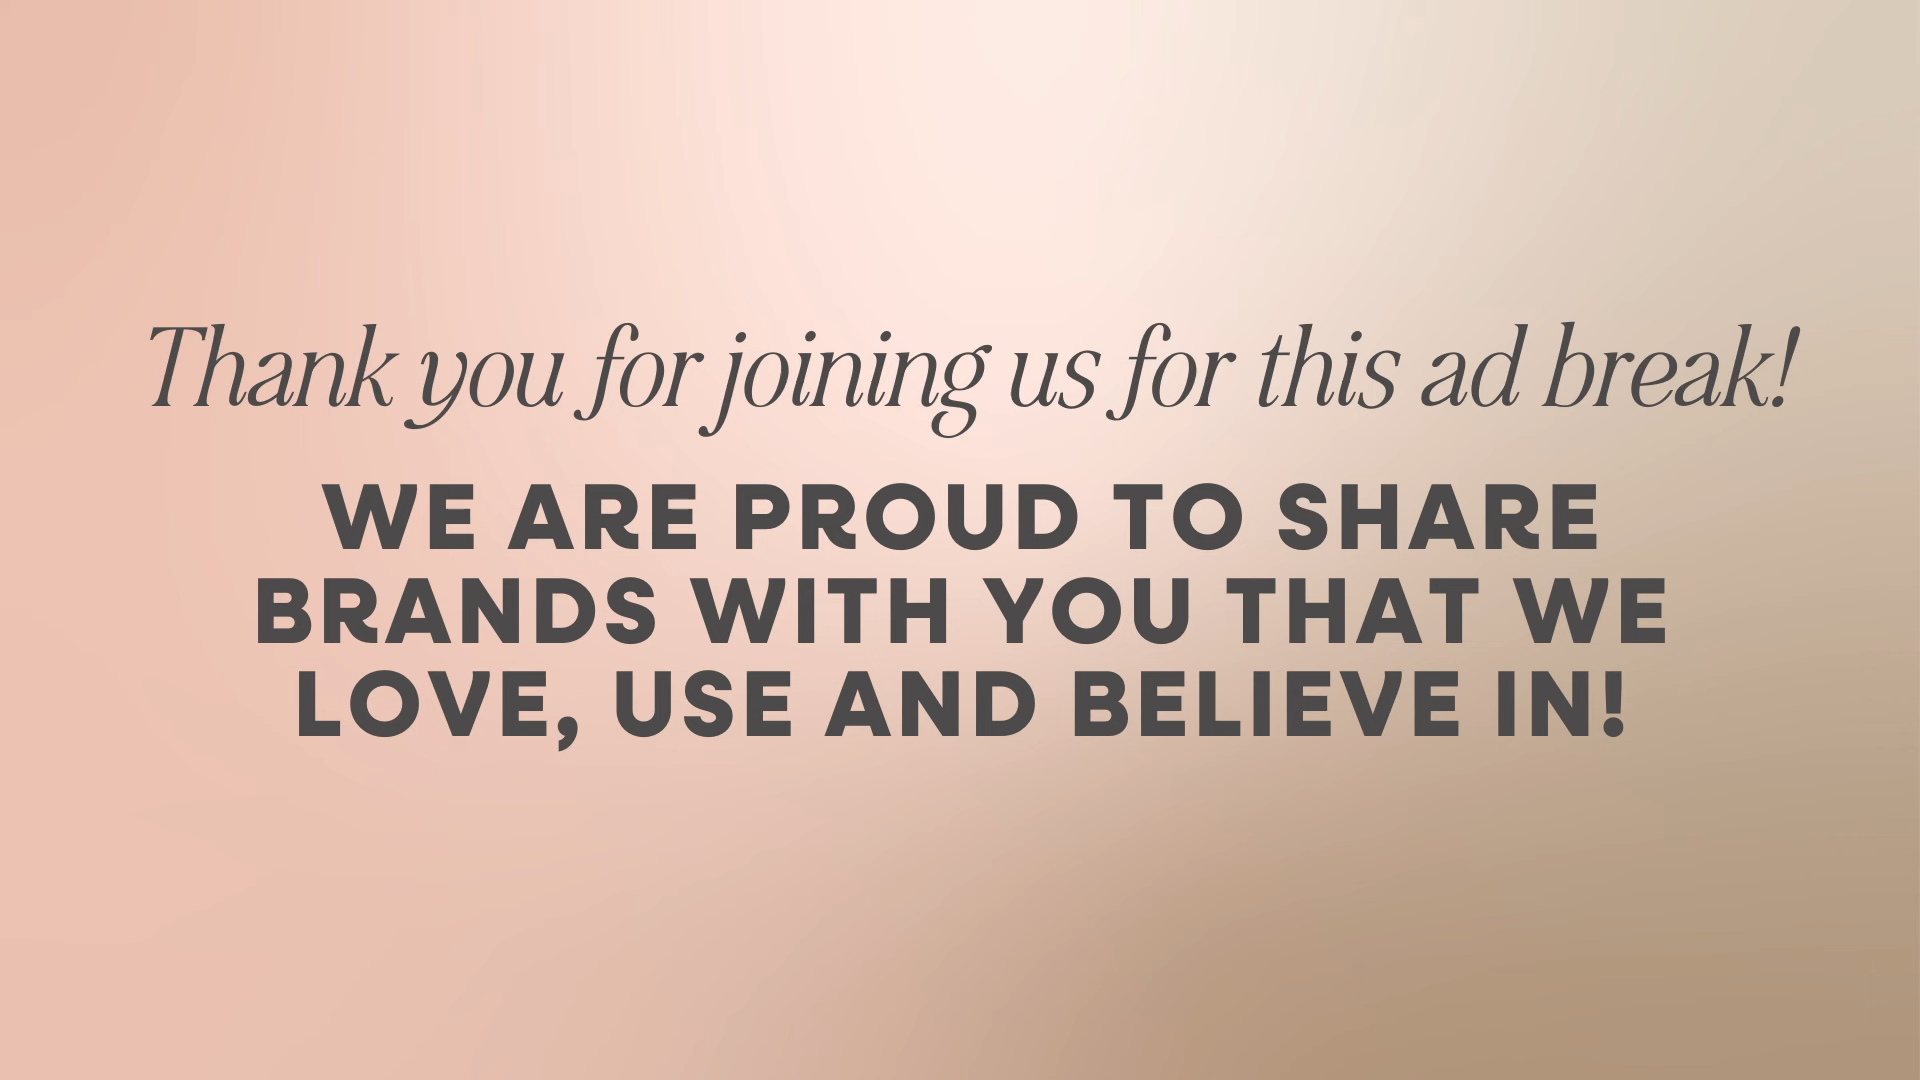 Thank you for joining us for this ad break!
WE ARE PROUD TO SHARE
BRANDS WITH YOU THAT WE
LOVE, USE AND BELIEVE IN!